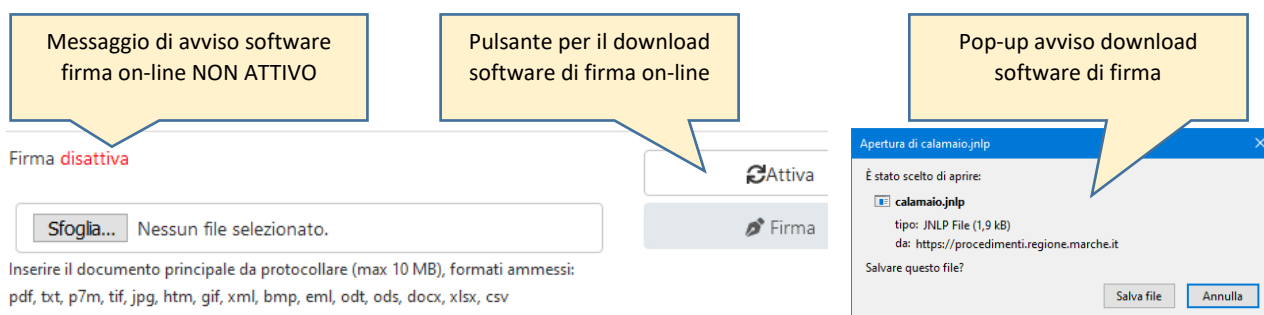 Messaggio di avviso software
firma on-line NON ATTIVO
Pulsante per il download
software di firma on-line
Pop-up avviso download
software di firma
Firma disattiva
Attiva
Sfoglia... Nessun file selezionato.
Firma
Inserire il documento principale da protocollare (max 10 MB), formati ammessi:
pdf, txt, p7m, tif, jpg, htm, gif, xml, bmp, eml, odt, ods, docx, xlsx, csv
Apertura di calamaio.jnlp
È stato scelto di aprire:
calamaio.jnlp
tipo: JNLP File (1,9 kB)
da: https://procedimenti.regione.marche.it
Salvare questo file?
Salva file Annulla